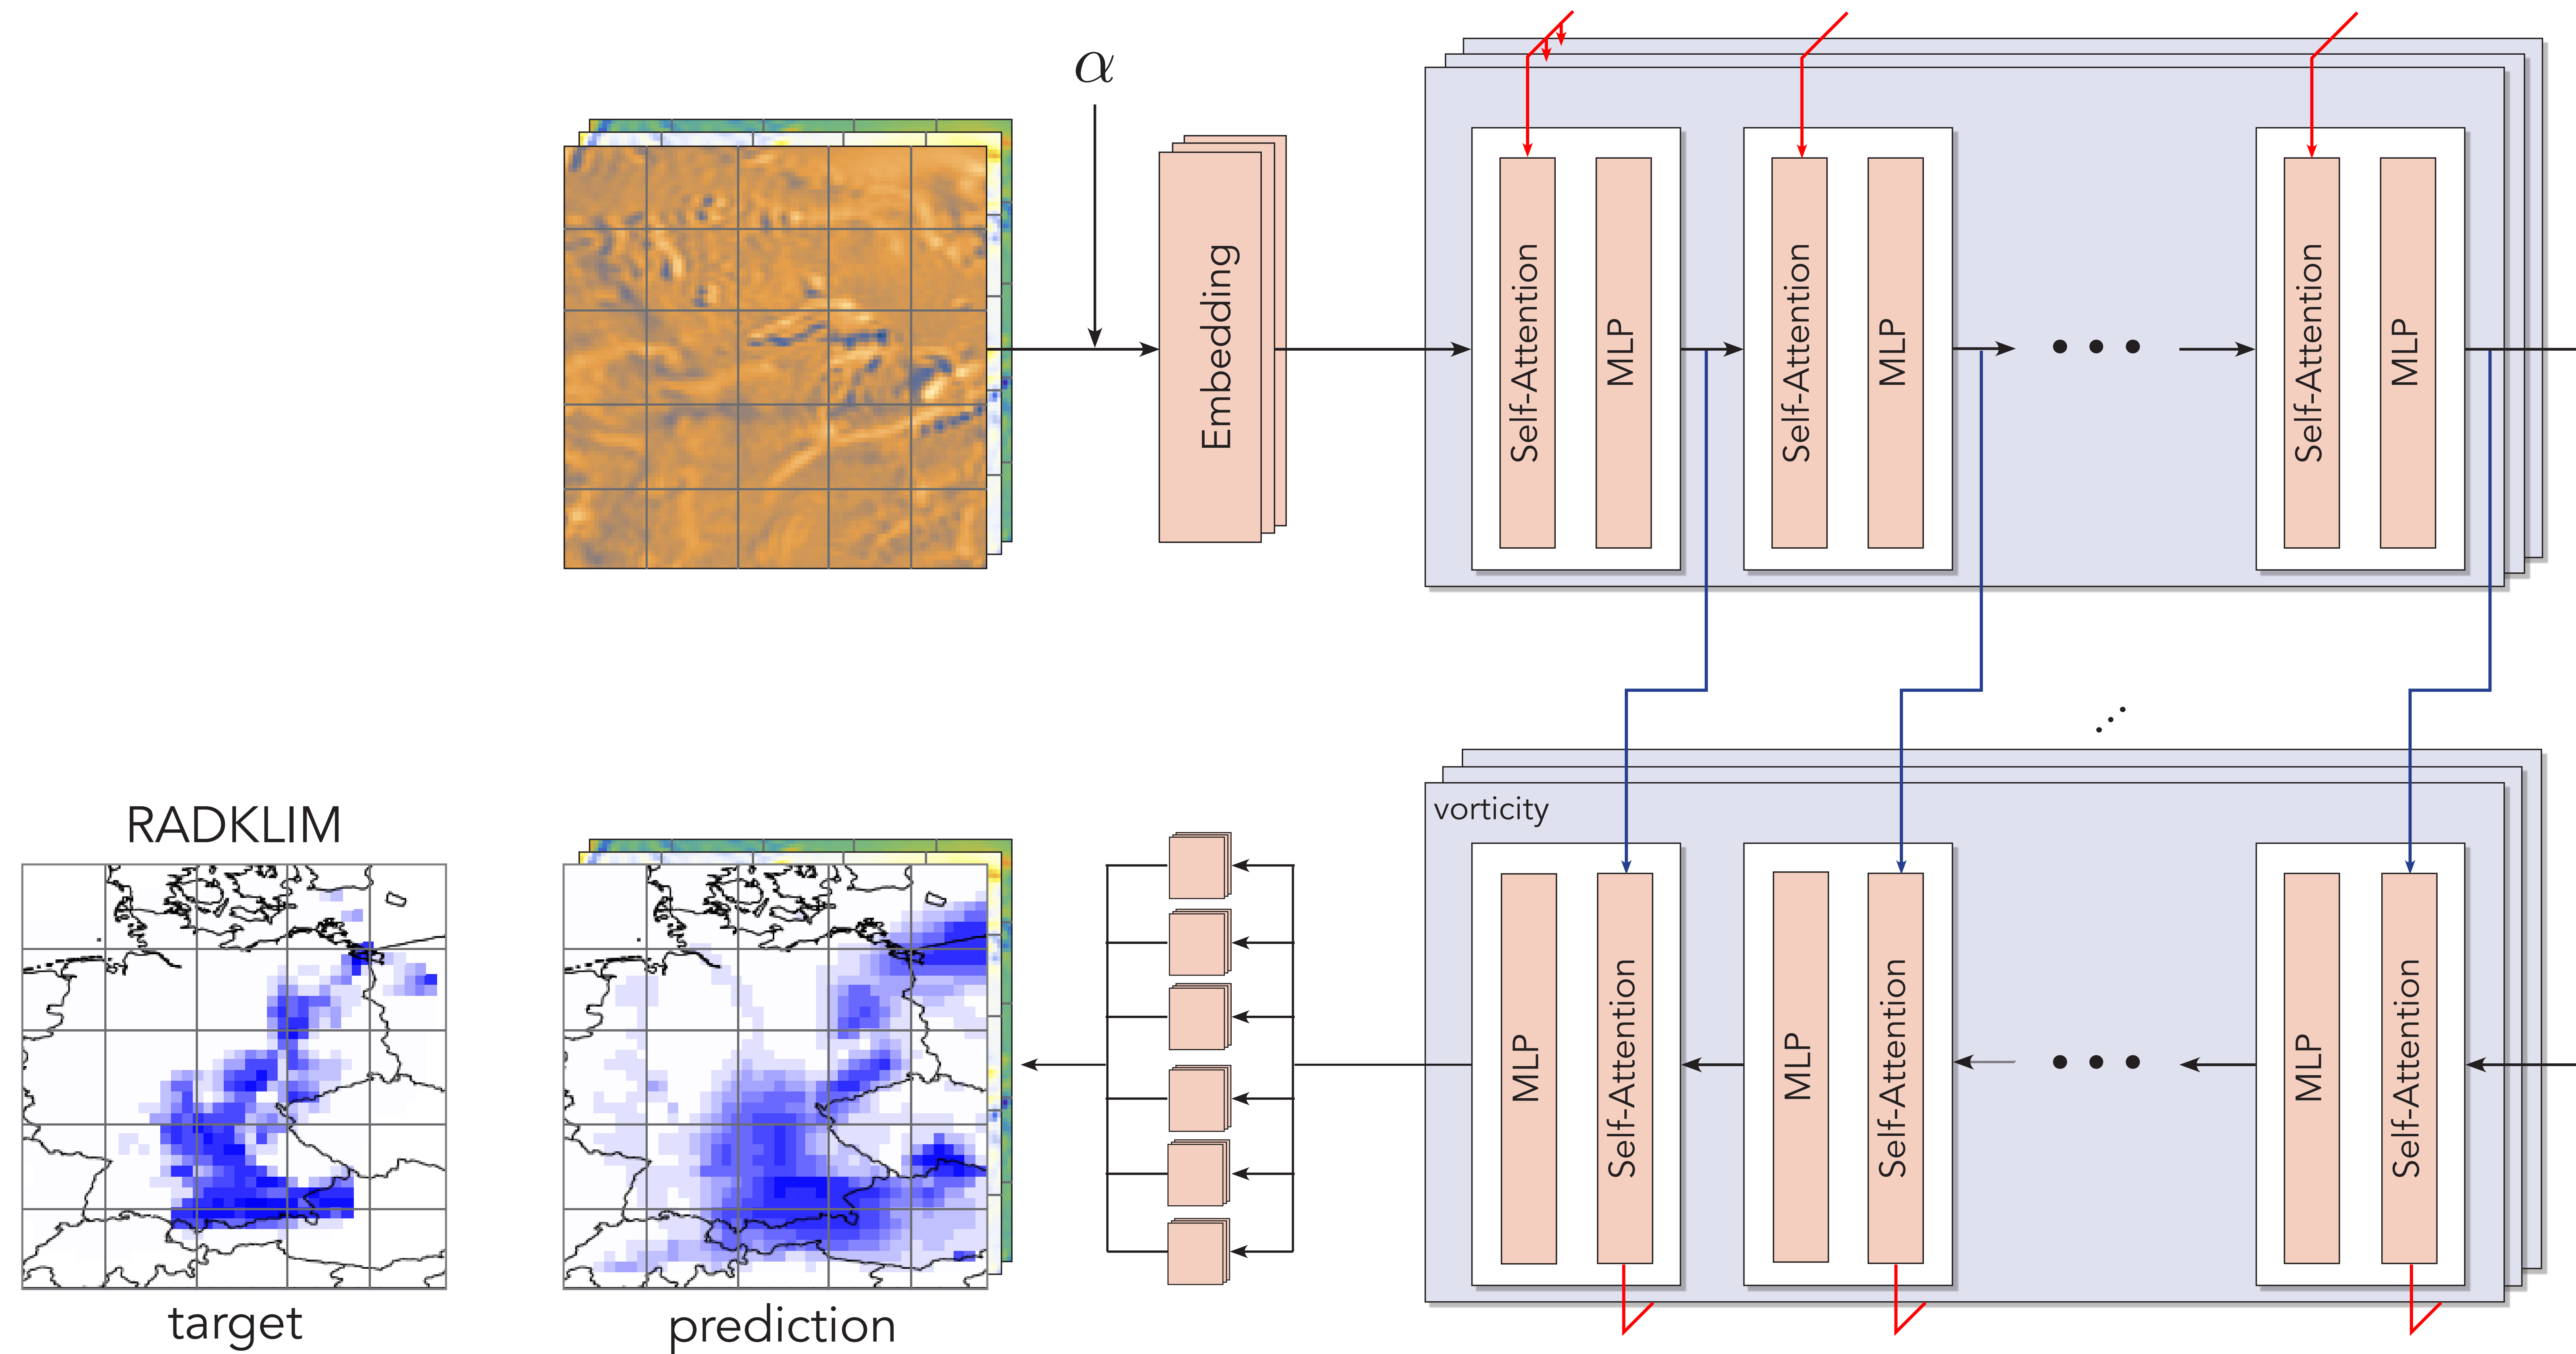 α
Embedding
Self-Attention
MLP
Self-Attention
MLP
• • •
Self-Attention
MLP
RADKLIM
target
prediction
vorticity
MLP
Self-Attention
MLP
Self-Attention
• • •
MLP
Self-Attention